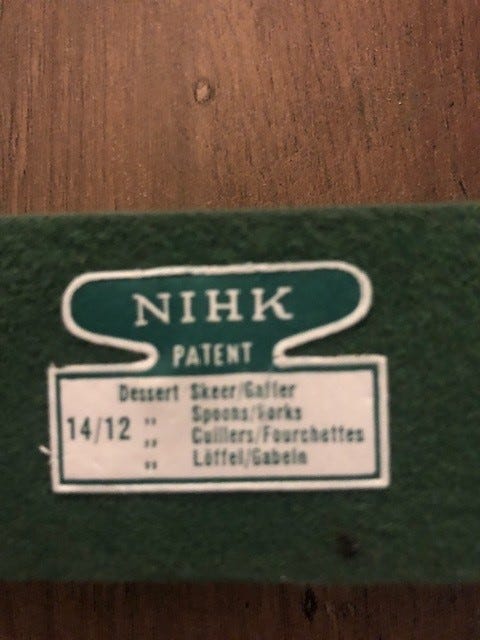 NIHK
PATENT
Dessert Skeer/Gafler
" Spoons/Forks
14/12 " Cuillers/Fourchettes
" Löffel/Gabeln